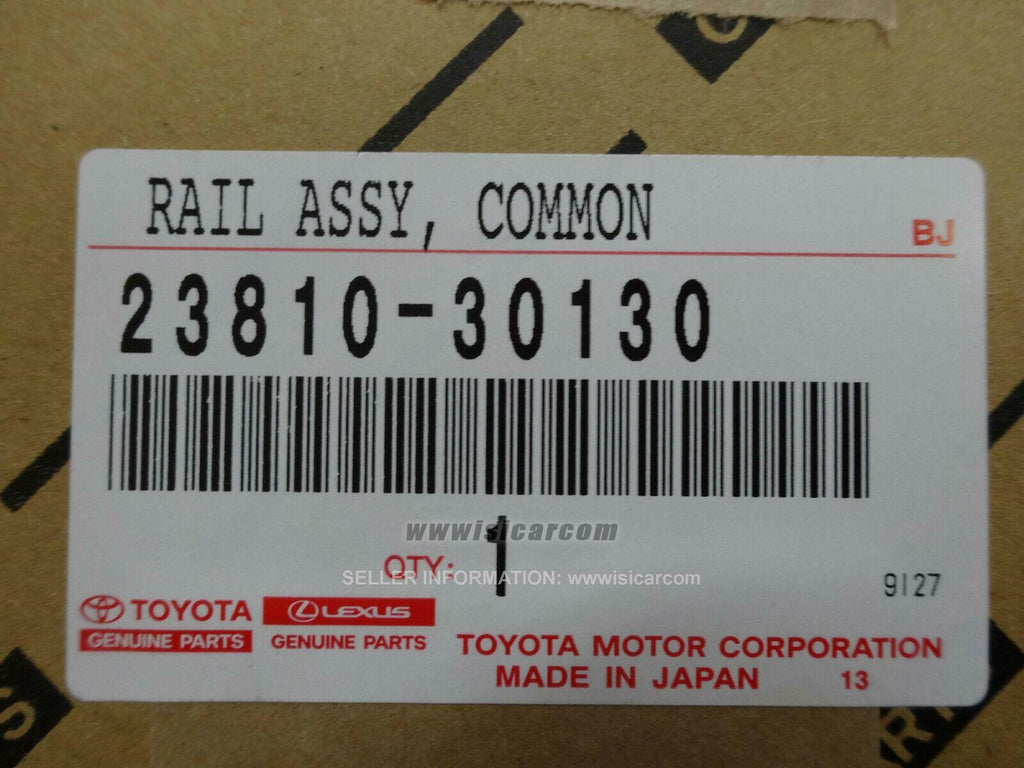 RAIL ASSY, COMMON
BJ
23810-30130
wwwisicarcom
QTY: 1
SELLER INFORMATION: wwwisicarcom
9127
TOYOTA LEXUS
GENUINE PARTS GENUINE PARTS
TOYOTA MOTOR CORPORATION
MADE IN JAPAN 13